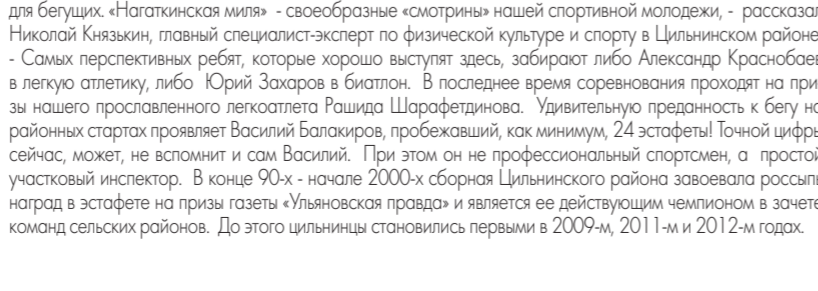 для бегущих. «Нагаткинская миля»  - своеобразные «смотрины» нашей спортивной молодежи, -  рассказал
Николай Князькин, главный специалист-эксперт по физической культуре и спорту в Цильнинском районе.
- Самых перспективных ребят, которые хорошо выступят здесь, забирают либо Александр Краснобаев
в легкую атлетику, либо  Юрий Захаров в биатлон.  В последнее время соревнования проходят на при-
зы нашего прославленного легкоатлета Рашида Шарафетдинова.  Удивительную преданность к бегу на
районных стартах проявляет Василий Балакиров, пробежавший, как минимум, 24 эстафеты! Точной цифры
сейчас, может, не вспомнит и сам Василий.  При этом он не профессиональный спортсмен, а  простой
участковый инспектор.  В конце 90-х - начале 2000-х сборная Цильнинского района завоевала россыпь
наград в эстафете на призы газеты «Ульяновская правда» и является ее действующим чемпионом в зачете
команд сельских районов.  До этого цильнинцы становились первыми в 2009-м, 2011-м и 2012-м годах.